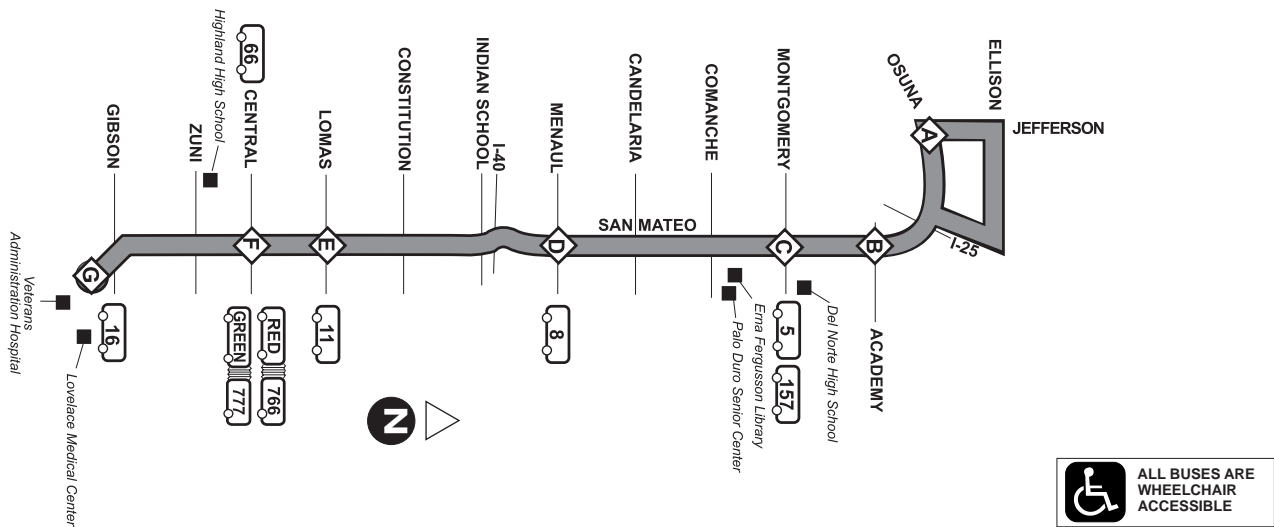 ELLISON
JEFFERSON
OSUNA
A
I-25
B
ACADEMY
MONTGOMERY
C
Del Norte High School
5
157
COMANCHE
Erna Fergusson Library
Palo Duro Senior Center
SAN MATEO
CANDELARIA
MENAUL
D
8
I-40
INDIAN SCHOOL
CONSTITUTION
LOMAS
E
11
66
CENTRAL
F
RED
766
GREEN
777
Highland High School
ZUNI
GIBSON
16
G
Veterans
Administration Hospital
Lovelace Medical Center
N
ALL BUSES ARE
WHEELCHAIR
ACCESSIBLE